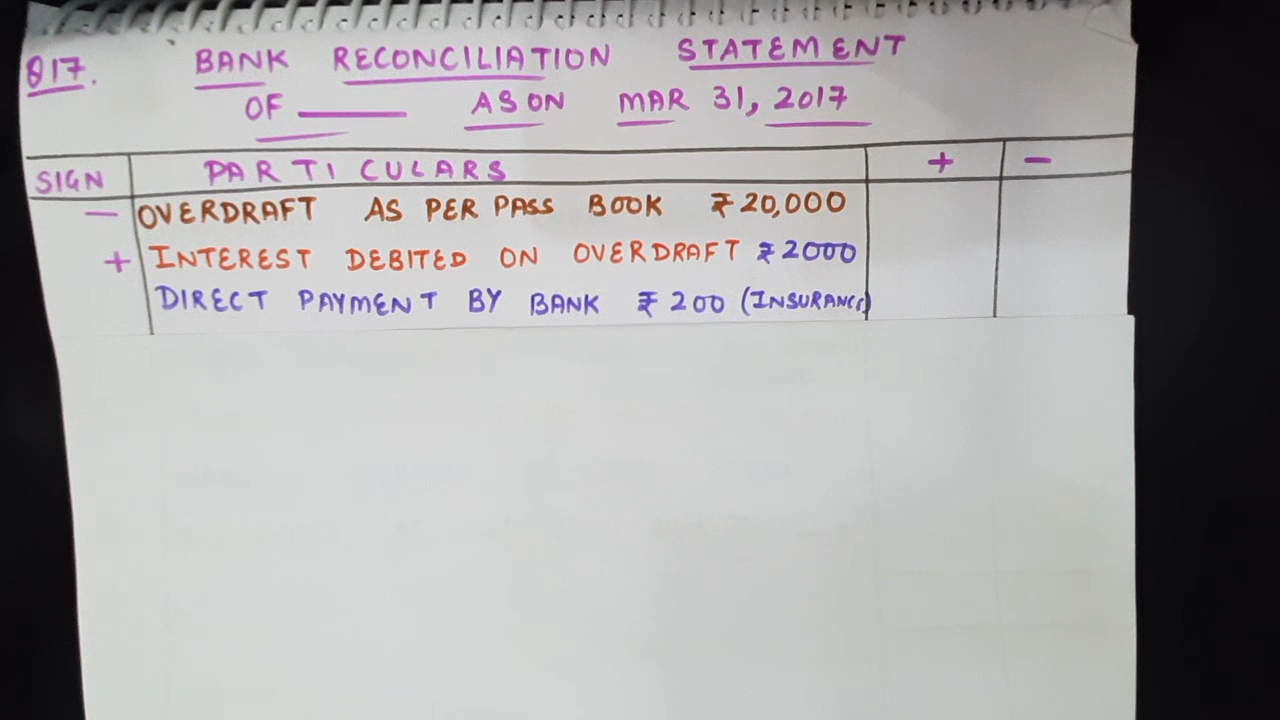 Q17. BANK RECONCILIATION STATEMENT
OF ______ AS ON MAR 31, 2017
SIGN PARTICULARS + -
- OVERDRAFT AS PER PASS BOOK ₹ 20,000
+ INTEREST DEBITED ON OVERDRAFT ₹ 2000
DIRECT PAYMENT BY BANK ₹ 200 (INSURANCE)